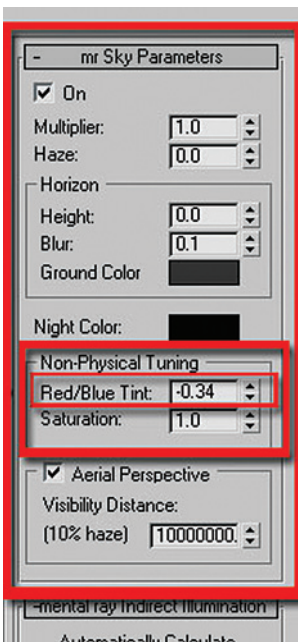 - mr Sky Parameters
On
Multiplier: 1.0
Haze: 0.0
Horizon
Height: 0.0
Blur: 0.1
Ground Color
Night Color:
Non-Physical Tuning
Red/Blue Tint: -0.34
Saturation: 1.0
Aerial Perspective
Visibility Distance:
(10% haze) 10000000.
-mental ray Indirect Illumination
Automatically Calculate